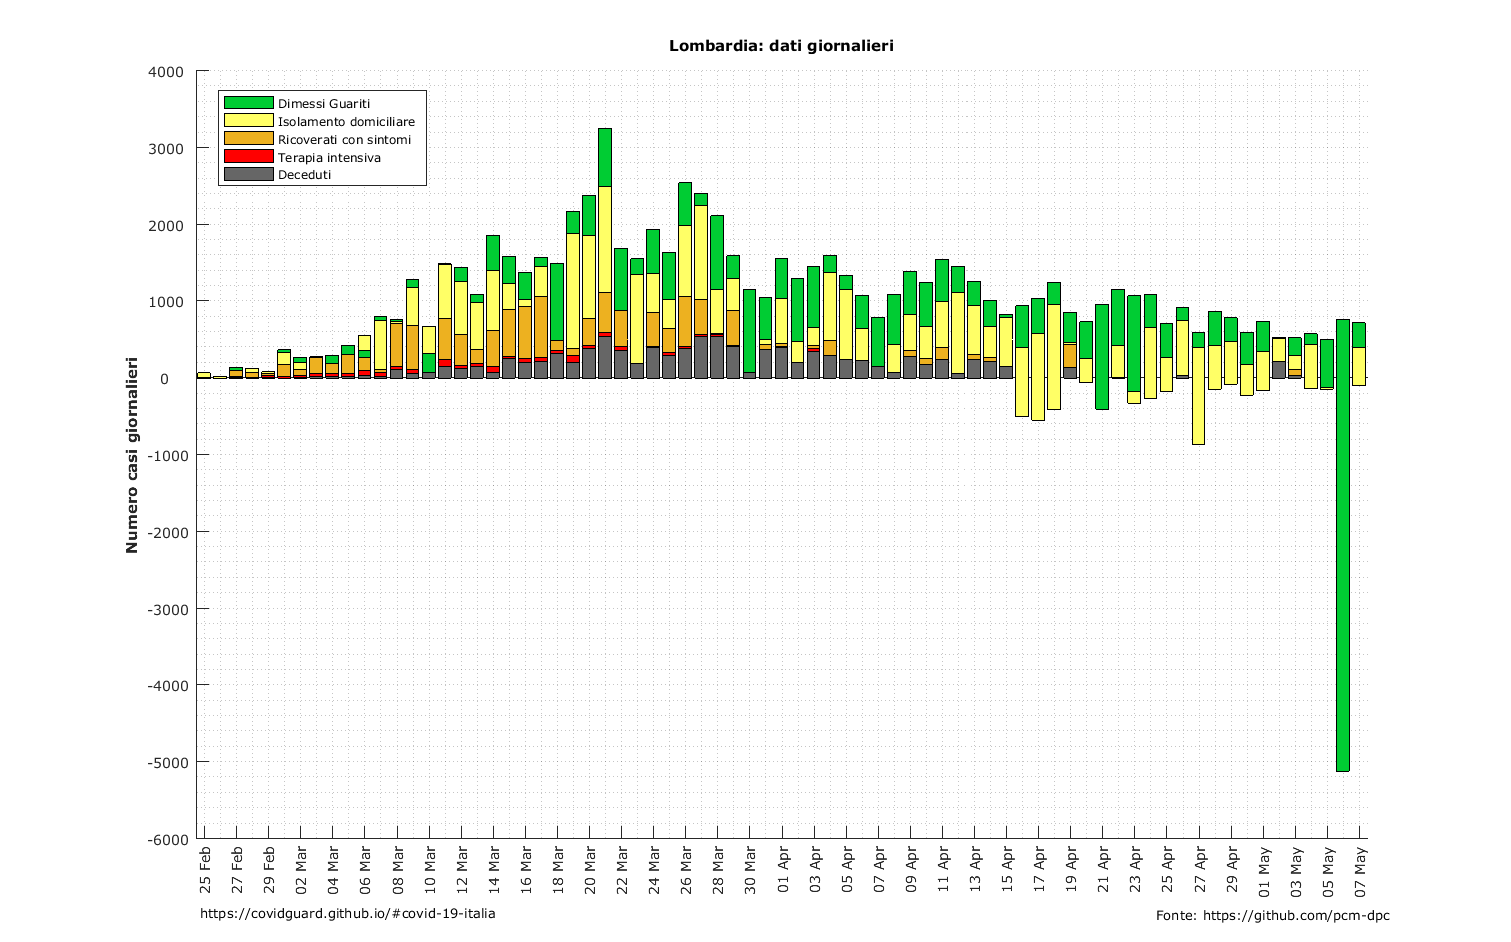 Lombardia: dati giornalieri
4000
3000
2000
1000
0
-1000
-2000
-3000
-4000
-5000
-6000
Numero casi giornalieri
Dimessi Guariti
Isolamento domiciliare
Ricoverati con sintomi
Terapia intensiva
Deceduti
25 Feb
27 Feb
29 Feb
02 Mar
04 Mar
06 Mar
08 Mar
10 Mar
12 Mar
14 Mar
16 Mar
18 Mar
20 Mar
22 Mar
24 Mar
26 Mar
28 Mar
30 Mar
01 Apr
03 Apr
05 Apr
07 Apr
09 Apr
11 Apr
13 Apr
15 Apr
17 Apr
19 Apr
21 Apr
23 Apr
25 Apr
27 Apr
29 Apr
01 May
03 May
05 May
07 May
https://covidguard.github.io/#covid-19-italia
Fonte: https://github.com/pcm-dpc